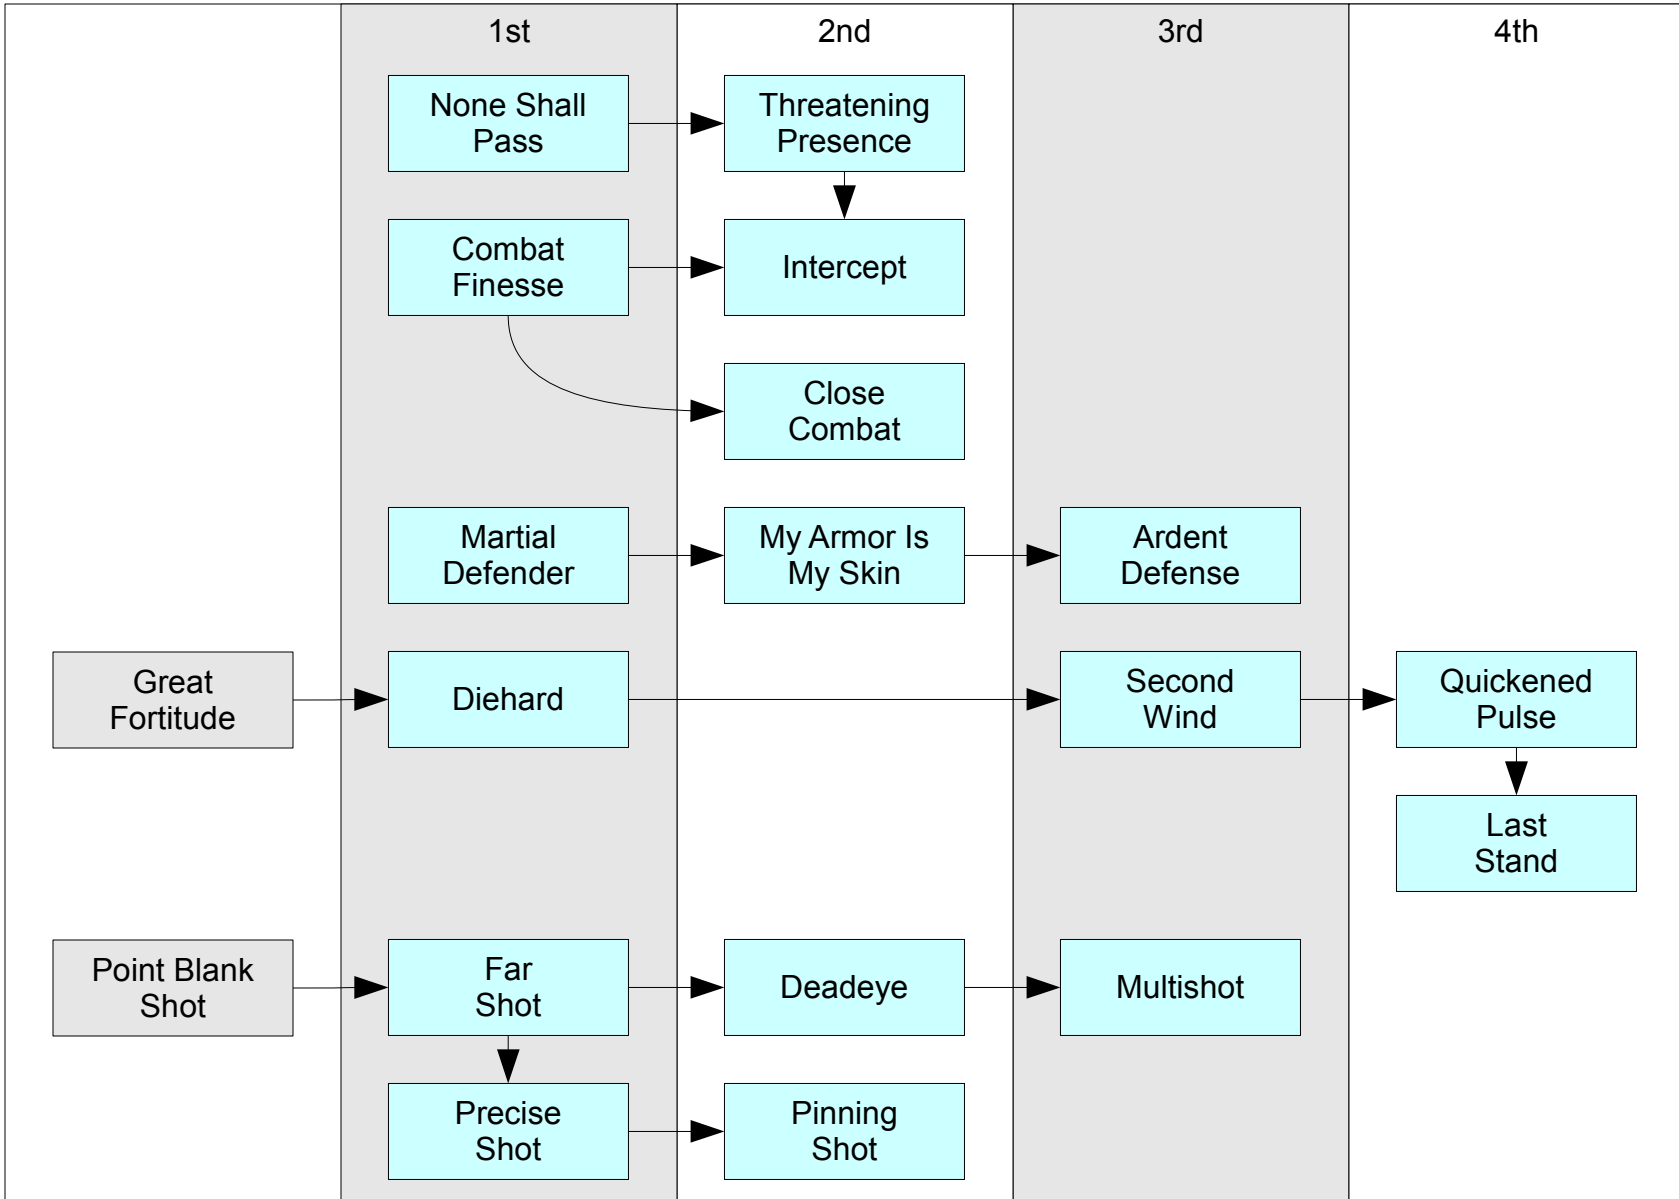 1st
2nd
3rd
4th
None Shall
Pass
Threatening
Presence
Combat
Finesse
Intercept
Close
Combat
Martial
Defender
My Armor Is
My Skin
Ardent
Defense
Great
Fortitude
Diehard
Second
Wind
Quickened
Pulse
Last
Stand
Point Blank
Shot
Far
Shot
Deadeye
Multishot
Precise
Shot
Pinning
Shot